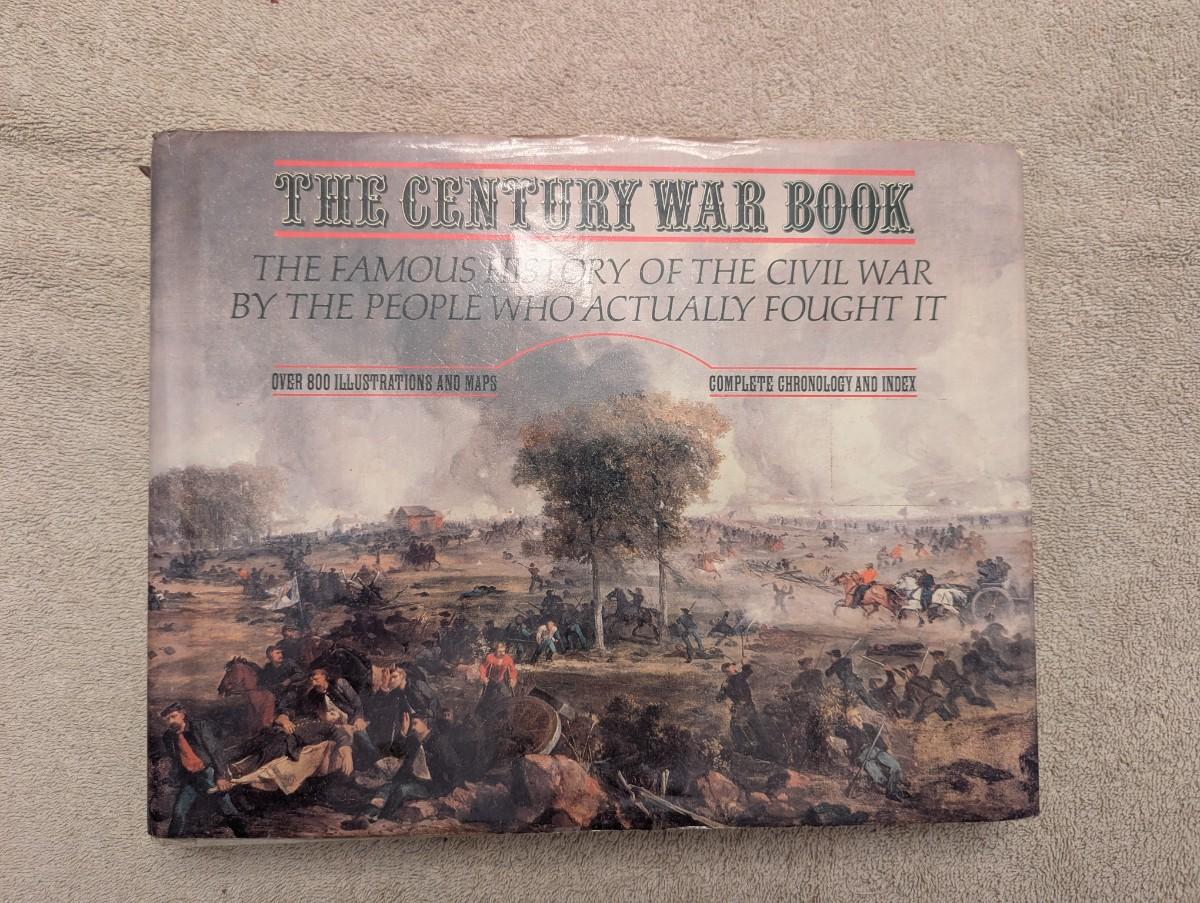 THE CENTURY WAR BOOK
THE FAMOUS HISTORY OF THE CIVIL WAR
BY THE PEOPLE WHO ACTUALLY FOUGHT IT
OVER 800 ILLUSTRATIONS AND MAPS
COMPLETE CHRONOLOGY AND INDEX